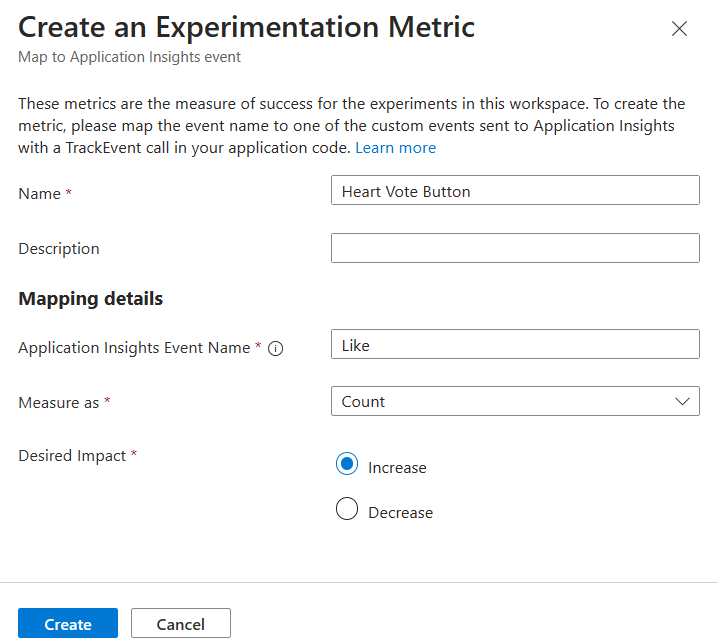 Create an Experimentation Metric
Map to Application Insights event
These metrics are the measure of success for the experiments in this workspace. To create the
metric, please map the event name to one of the custom events sent to Application Insights
with a TrackEvent call in your application code. Learn more
Name *
Heart Vote Button
Description
Mapping details
Application Insights Event Name *
Like
Measure as *
Count
Desired Impact *
Increase
Decrease
Create
Cancel